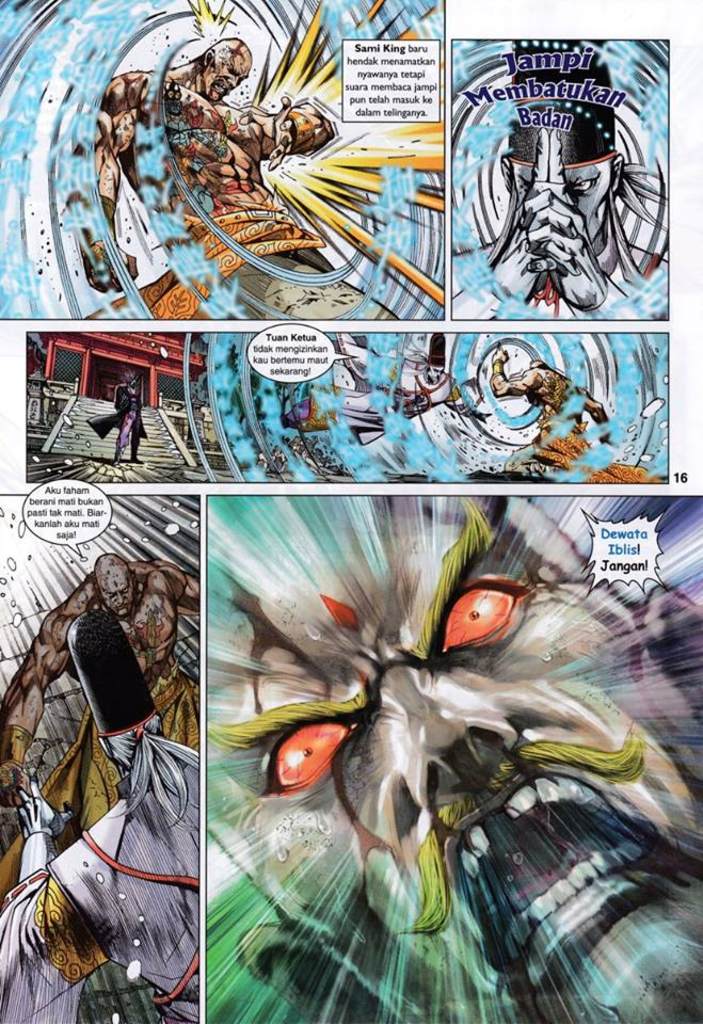 Sami King baru
hendak menamatkan
nyawanya tetapi
suara membaca jampi
pun telah masuk ke
dalam telinganya.
Jampi
Membatukan
Badan
Tuan Ketua
tidak mengizinkan
kau bertemu maut
sekarang!
16
Aku faham
berani mati bukan
pasti tak mati. Biar-
kanlah aku mati
saja!
Dewata
Iblis!
Jangan!